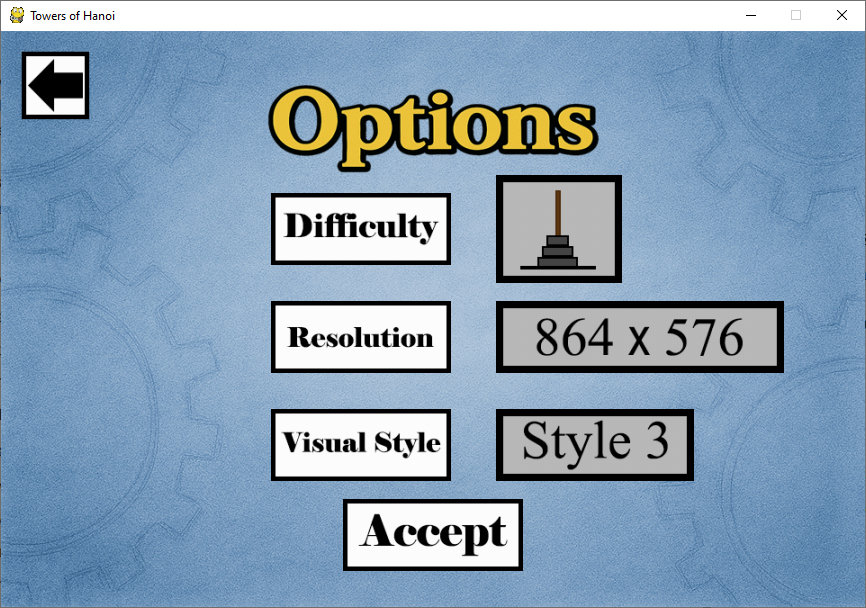 Towers of Hanoi
Options
Difficulty
Resolution
864 x 576
Visual Style
Style 3
Accept